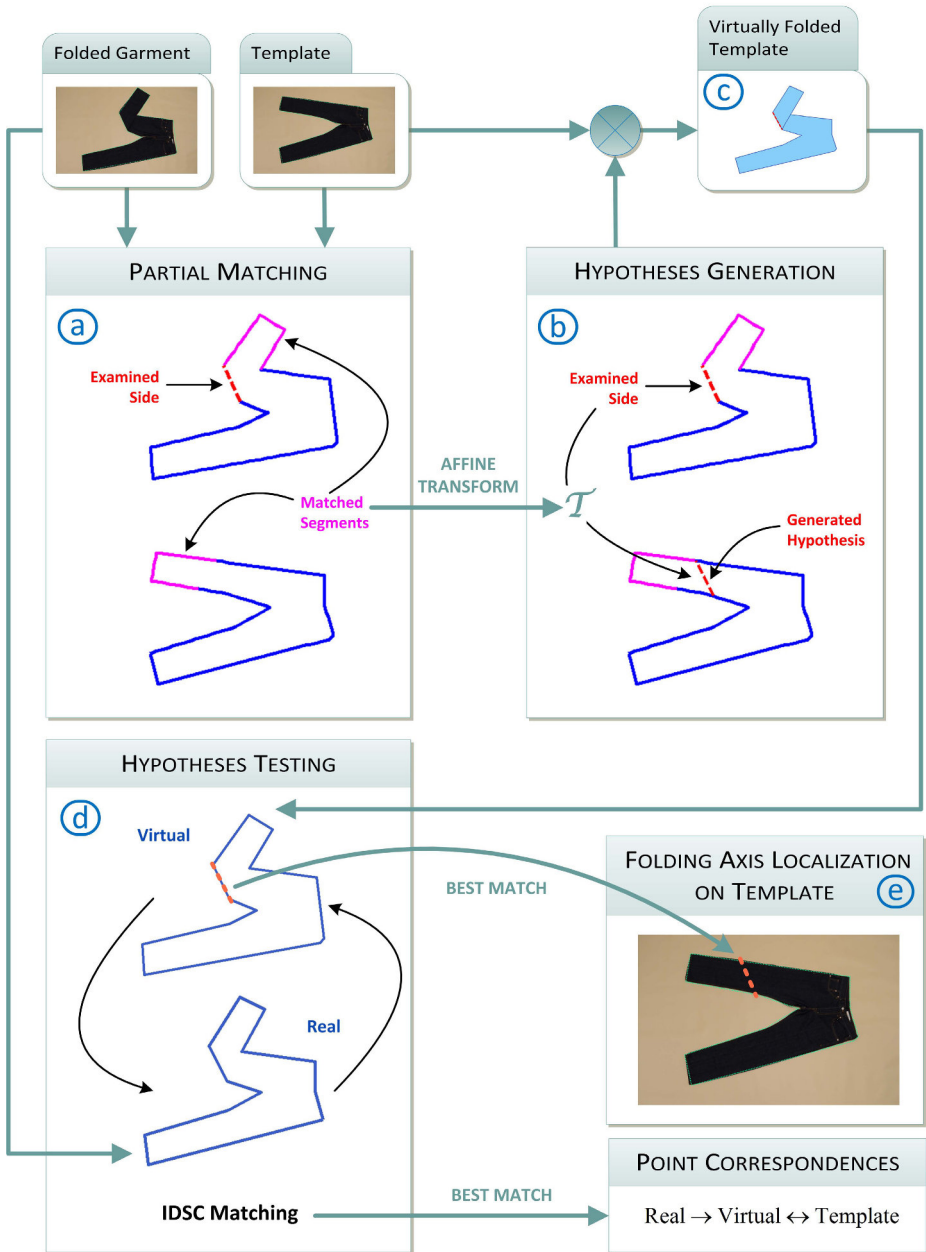 Folded Garment
Template
Virtually Folded
Template
c
PARTIAL MATCHING
a
Examined
Side
Matched
Segments
AFFINE
TRANSFORM
HYPOTHESES GENERATION
b
Examined
Side
𝒯
Generated
Hypothesis
HYPOTHESES TESTING
d
Virtual
Real
IDSC Matching
BEST MATCH
FOLDING AXIS LOCALIZATION
ON TEMPLATE
e
BEST MATCH
POINT CORRESPONDENCES
Real → Virtual ↔ Template